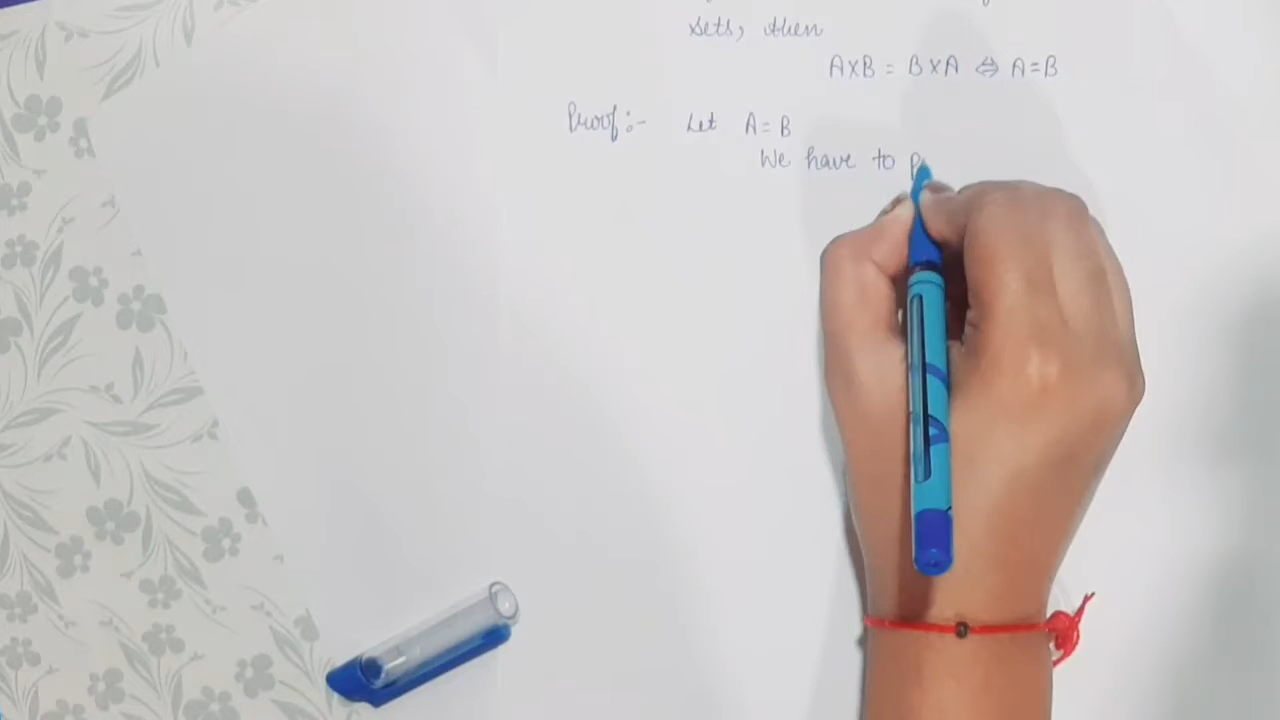 sets, then
A×B = B×A ⇔ A=B
Proof:- Let A=B
We have to